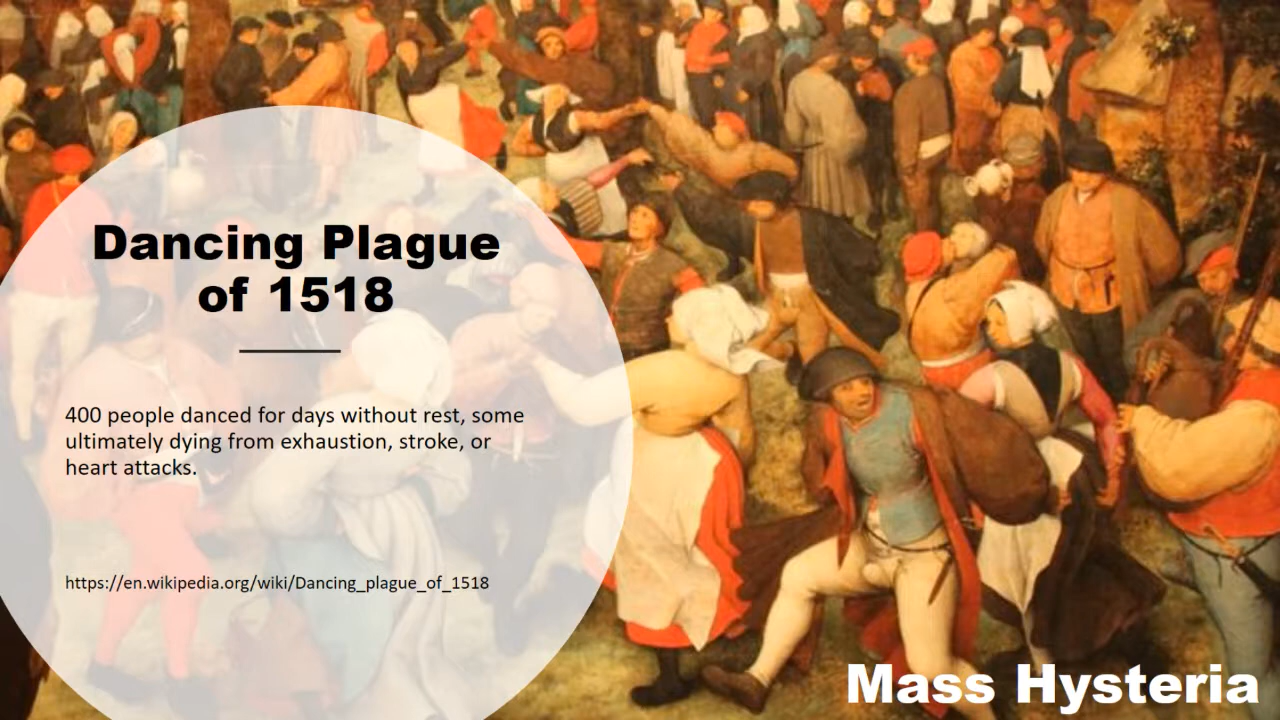 Dancing Plague
of 1518
400 people danced for days without rest, some
ultimately dying from exhaustion, stroke, or
heart attacks.
https://en.wikipedia.org/wiki/Dancing_plague_of_1518
Mass Hysteria